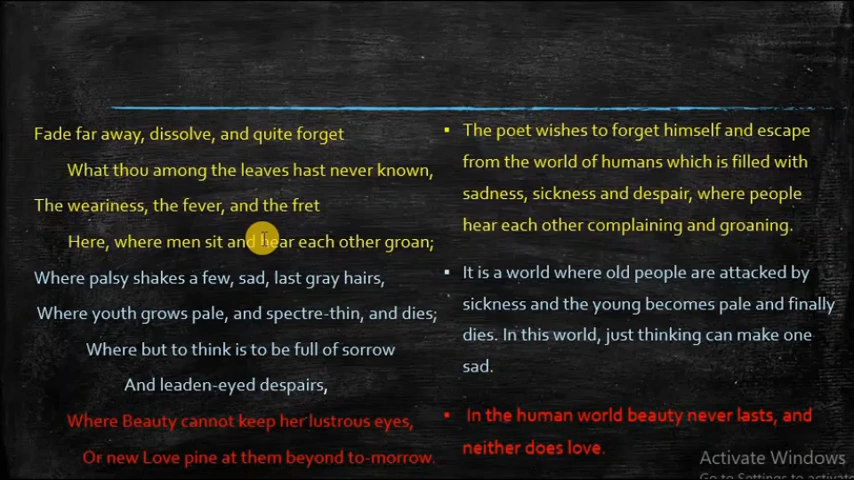 Fade far away, dissolve, and quite forget
What thou among the leaves hast never known,
The weariness, the fever, and the fret
Here, where men sit and hear each other groan;
Where palsy shakes a few, sad, last gray hairs,
Where youth grows pale, and spectre-thin, and dies;
Where but to think is to be full of sorrow
And leaden-eyed despairs,
Where Beauty cannot keep her lustrous eyes,
Or new Love pine at them beyond to-morrow.
▪ The poet wishes to forget himself and escape
from the world of humans which is filled with
sadness, sickness and despair, where people
hear each other complaining and groaning.
▪ It is a world where old people are attacked by
sickness and the young becomes pale and finally
dies. In this world, just thinking can make one
sad.
▪ In the human world beauty never lasts, and
neither does love.
Activate Windows
Go to Settings to activate